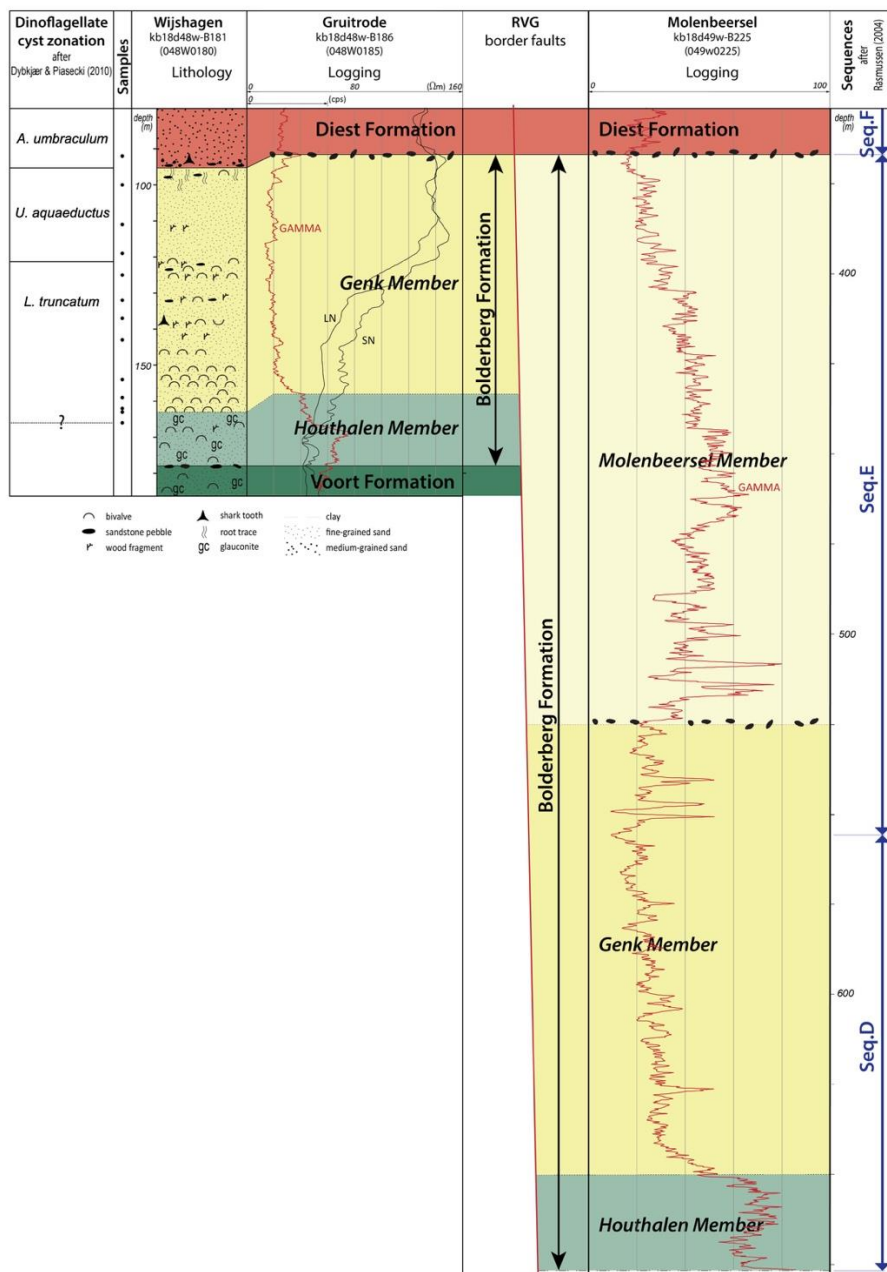 Dinoflagellate
cyst zonation
after
Dybkjær & Piasecki (2010)
Samples
Wijshagen
kb18d48w-B181
(048W0180)
Lithology
Gruitrode
kb18d48w-B186
(048W0185)
Logging
0 80 (Ωm) 160
(cps)
RVG
border faults
Molenbeersel
kb18d49w-B225
(049w0225)
Logging
0 100
Sequences
after
Rasmussen (2004)
A. umbraculum
U. aquaeductus
L. truncatum
?
depth
(m)
100
150
gc gc
gc
gc
gc
gc gc
Diest Formation
GAMMA
Genk Member
LN
SN
Houthalen Member
Voort Formation
Bolderberg Formation
Bolderberg Formation
Diest Formation
Molenbeersel Member
GAMMA
Genk Member
Houthalen Member
depth
(m)
400
500
600
Seq.F
Seq.E
Seq.D
bivalve shark tooth clay
sandstone pebble root trace fine-grained sand
wood fragment gc glauconite medium-grained sand